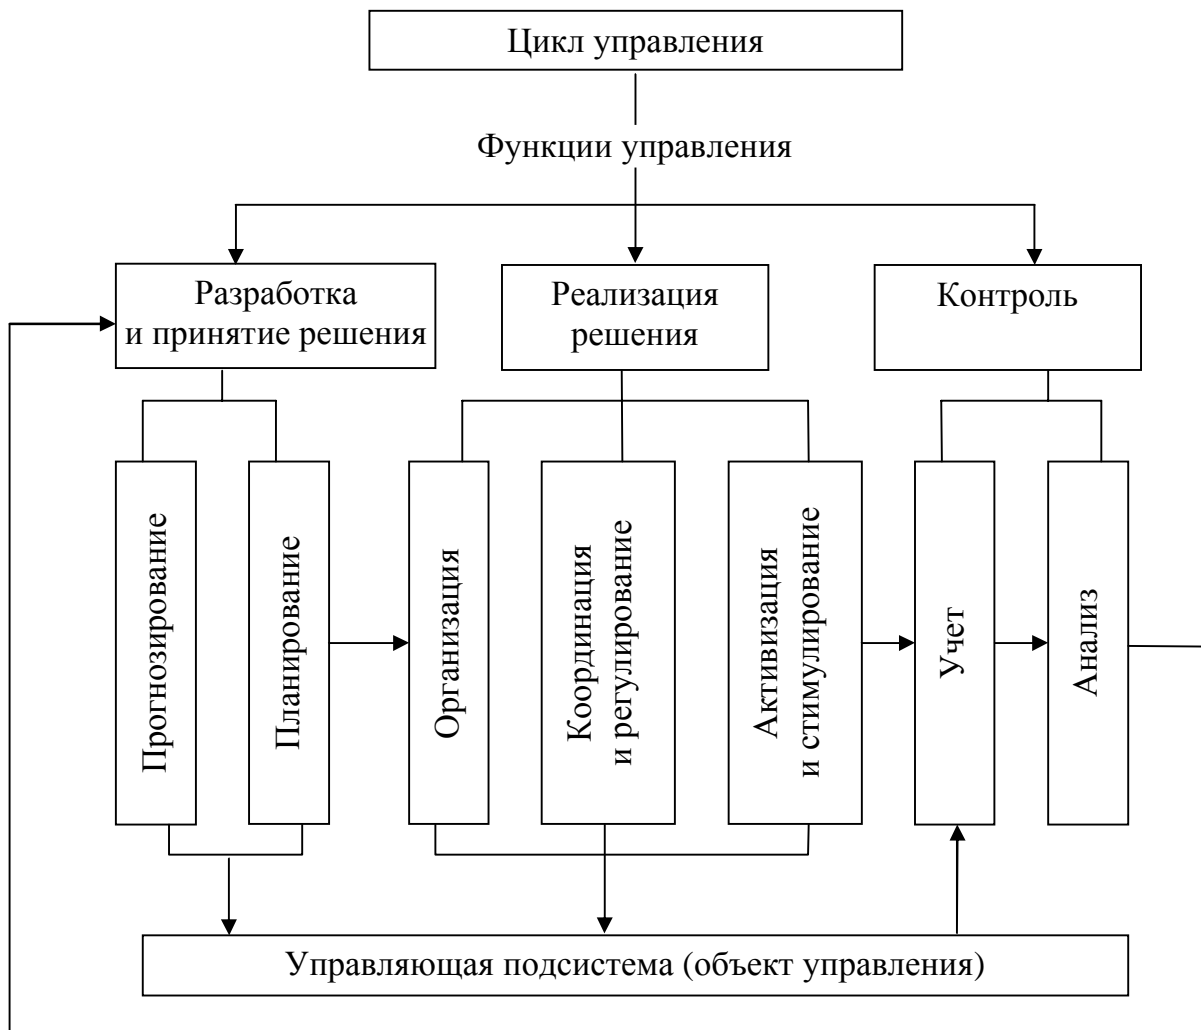 Цикл управления
Функции управления
Разработка
и принятие решения
Реализация
решения
Контроль
Прогнозирование
Планирование
Организация
Координация
и регулирование
Активизация
и стимулирование
Учет
Анализ
Управляющая подсистема (объект управления)